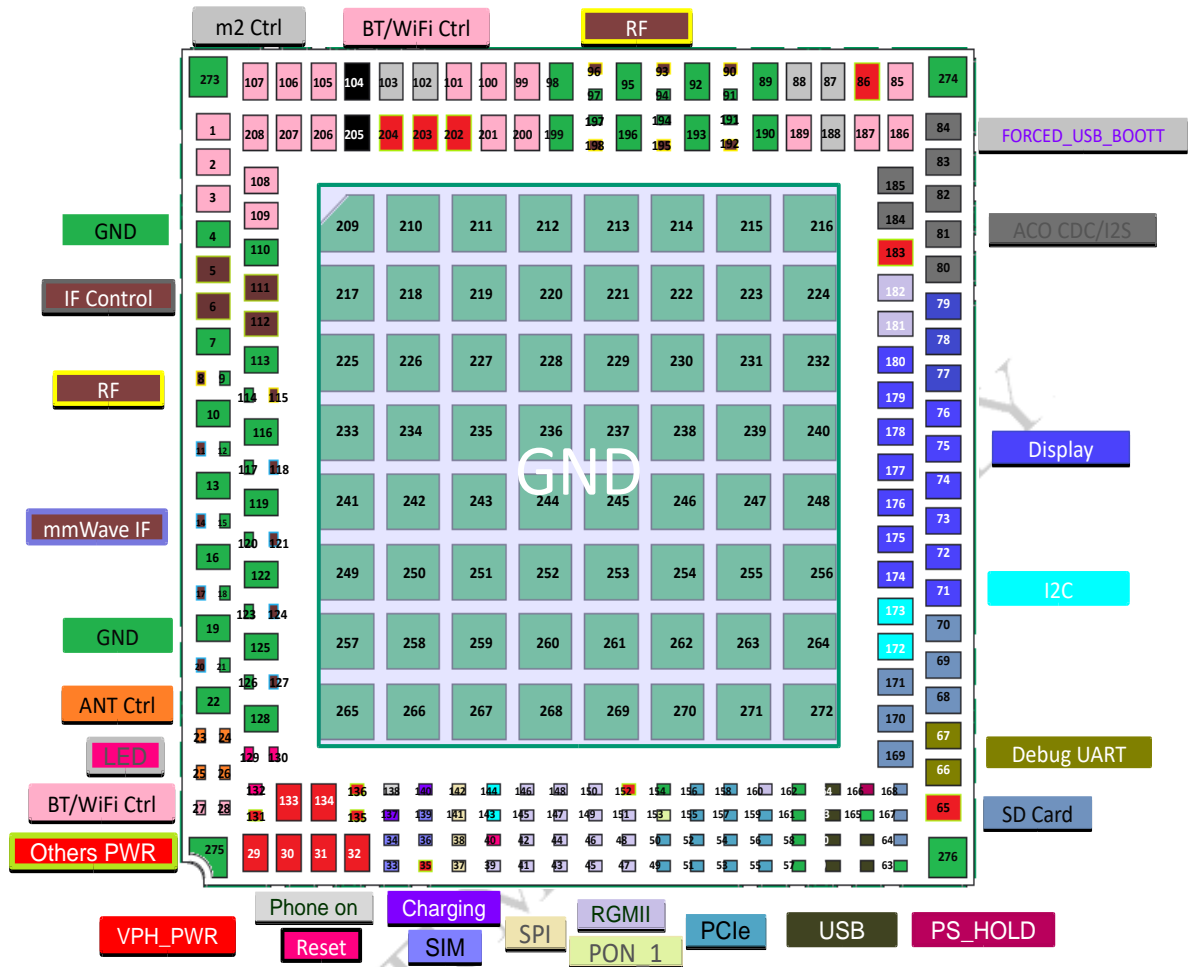 m2 Ctrl BT/WiFi Ctrl RF
273 107 106 105 104 103 102 101 100 99 98 96 95 93 92 90 89 88 87 86 85 274
97 94 91
1 208 207 206 205 204 203 202 201 200 199 197 196 194 193 191 190 189 188 187 186 84
198 195 192
FORCED_USB_BOOTT
2 83
108 185
3 82
109 184
GND 4 81 ACO CDC/I2S
110 183
209 210 211 212 213 214 215 216
5 80
IF Control 111 182
6 79
112 181
217 218 219 220 221 222 223 224
7 78
113 180
225 226 227 228 229 230 231 232
8 9 77
RF 114 115 179
10 76
116 178
233 234 235 236 237 238 239 240
11 12 75
Display
117 118 177
GND
13 74
119 176
241 242 243 244 245 246 247 248
14 15 73
mmWave IF
120 121 175
16 72
122 174
249 250 251 252 253 254 255 256
17 18 71
I2C
123 124 173
19 70
GND
125 172
257 258 259 260 261 262 263 264
20 21 69
126 127 171
22 68
ANT Ctrl
128 170
265 266 267 268 269 270 271 272
23 24 67
LED 129 130 169 Debug UART
25 26 66
132 133 134 136 138 140 142 144 146 148 150 152 154 156 158 160 162 166 168
BT/WiFi Ctrl 27 28 65
131 135 137 139 141 143 145 147 149 151 153 155 157 159 161 165 167
SD Card
34 36 38 40 42 44 46 48 50 52 54 56 58 64
Others PWR 275 29 30 31 32 276
33 35 37 39 41 43 45 47 49 51 53 55 57 63
Phone on Charging RGMII
VPH_PWR SPI PCIe USB PS_HOLD
Reset SIM PON_1